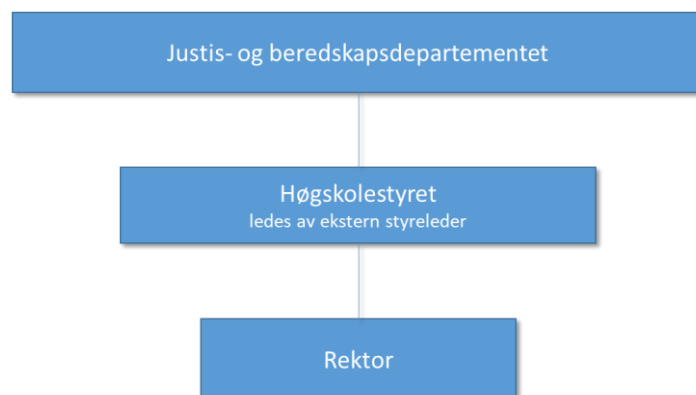 Justis- og beredskapsdepartementet
Høgskolestyret
ledes av ekstern styreleder
Rektor